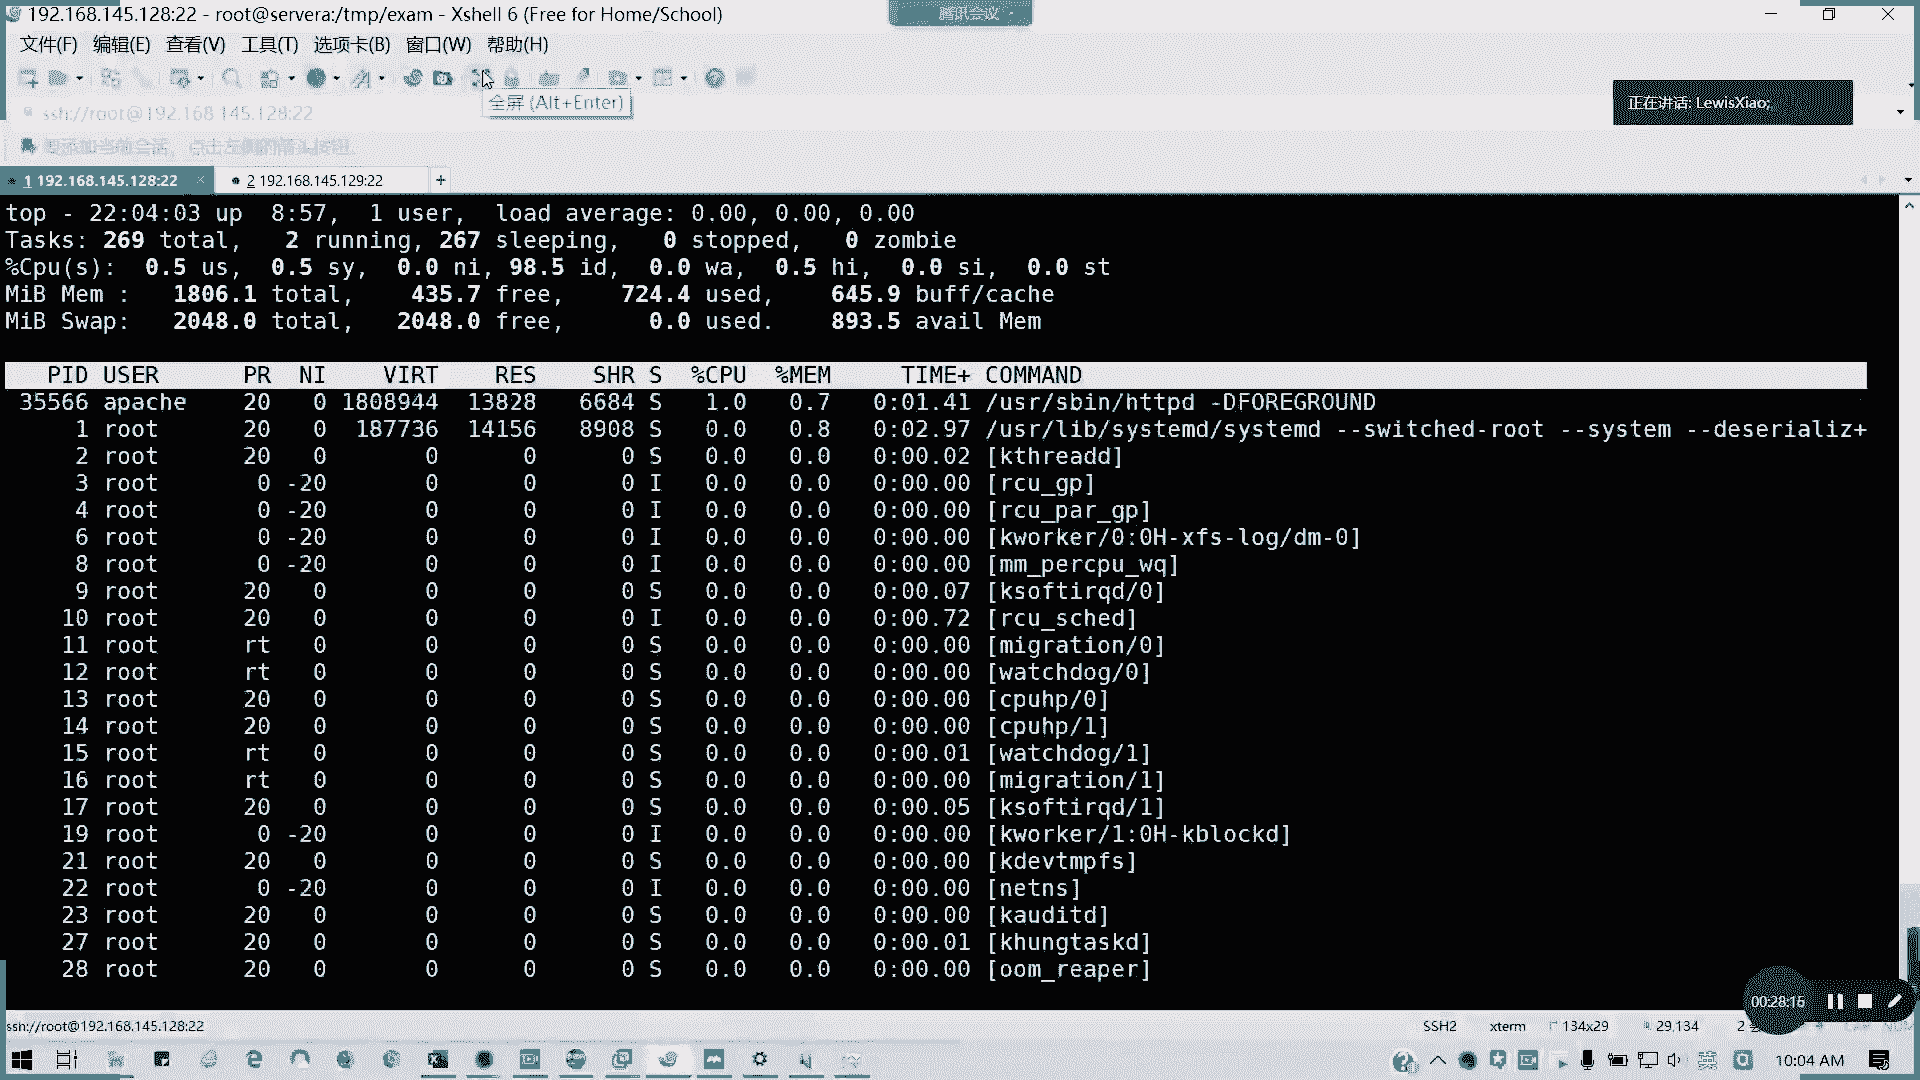 192.168.145.128:22 - root@servera:/tmp/exam - Xshell 6 (Free for Home/School)
腾讯会议
文件(F) 编辑(E) 查看(V) 工具(T) 选项卡(B) 窗口(W) 帮助(H)
全屏 (Alt+Enter)
正在讲话: LewisXiao;
ssh://root@192.168.145.128:22
要添加当前会话，点击左侧的箭头按钮。
1 192.168.145.128:22 × 2 192.168.145.129:22 +
top - 22:04:03 up  8:57,  1 user,  load average: 0.00, 0.00, 0.00
Tasks: 269 total,   2 running, 267 sleeping,   0 stopped,   0 zombie
%Cpu(s):  0.5 us,  0.5 sy,  0.0 ni, 98.5 id,  0.0 wa,  0.5 hi,  0.0 si,  0.0 st
MiB Mem :   1806.1 total,    435.7 free,    724.4 used,    645.9 buff/cache
MiB Swap:   2048.0 total,   2048.0 free,      0.0 used.    893.5 avail Mem
PID USER      PR  NI    VIRT    RES    SHR S  %CPU  %MEM     TIME+ COMMAND
35566 apache    20   0 1808944  13828   6684 S   1.0   0.7   0:01.41 /usr/sbin/httpd -DFOREGROUND
1 root      20   0  187736  14156   8908 S   0.0   0.8   0:02.97 /usr/lib/systemd/systemd --switched-root --system --deserializ+
2 root      20   0       0      0      0 S   0.0   0.0   0:00.02 [kthreadd]
3 root       0 -20       0      0      0 I   0.0   0.0   0:00.00 [rcu_gp]
4 root       0 -20       0      0      0 I   0.0   0.0   0:00.00 [rcu_par_gp]
6 root       0 -20       0      0      0 I   0.0   0.0   0:00.00 [kworker/0:0H-xfs-log/dm-0]
8 root       0 -20       0      0      0 I   0.0   0.0   0:00.00 [mm_percpu_wq]
9 root      20   0       0      0      0 S   0.0   0.0   0:00.07 [ksoftirqd/0]
10 root      20   0       0      0      0 I   0.0   0.0   0:00.72 [rcu_sched]
11 root      rt   0       0      0      0 S   0.0   0.0   0:00.00 [migration/0]
12 root      rt   0       0      0      0 S   0.0   0.0   0:00.00 [watchdog/0]
13 root      20   0       0      0      0 S   0.0   0.0   0:00.00 [cpuhp/0]
14 root      20   0       0      0      0 S   0.0   0.0   0:00.00 [cpuhp/1]
15 root      rt   0       0      0      0 S   0.0   0.0   0:00.01 [watchdog/1]
16 root      rt   0       0      0      0 S   0.0   0.0   0:00.00 [migration/1]
17 root      20   0       0      0      0 S   0.0   0.0   0:00.05 [ksoftirqd/1]
19 root       0 -20       0      0      0 I   0.0   0.0   0:00.00 [kworker/1:0H-kblockd]
21 root      20   0       0      0      0 S   0.0   0.0   0:00.00 [kdevtmpfs]
22 root       0 -20       0      0      0 I   0.0   0.0   0:00.00 [netns]
23 root      20   0       0      0      0 S   0.0   0.0   0:00.00 [kauditd]
27 root      20   0       0      0      0 S   0.0   0.0   0:00.01 [khungtaskd]
28 root      20   0       0      0      0 S   0.0   0.0   0:00.00 [oom_reaper]
00:28:15
ssh://root@192.168.145.128:22 SSH2 xterm 134x29 29,134 2
英 10:04 AM